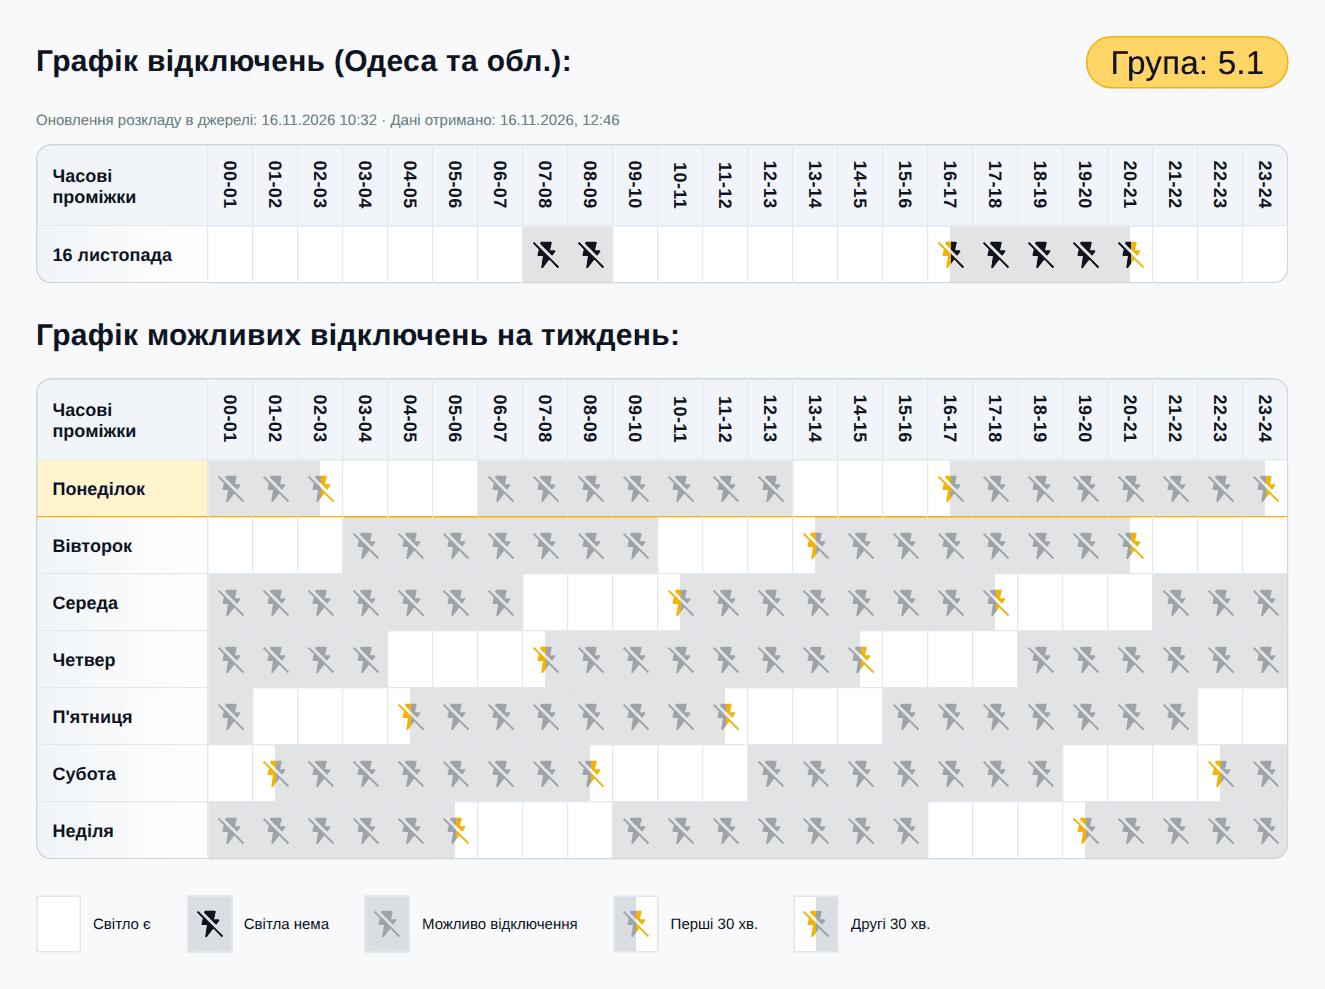 Графік відключень (Одеса та обл.):
Група: 5.1
Оновлення розкладу в джерелі: 16.11.2026 10:32 · Дані отримано: 16.11.2026, 12:46
Часові проміжки 00-01 01-02 02-03 03-04 04-05 05-06 06-07 07-08 08-09 09-10 10-11 11-12 12-13 13-14 14-15 15-16 16-17 17-18 18-19 19-20 20-21 21-22 22-23 23-24
16 листопада
Графік можливих відключень на тиждень:
Часові проміжки 00-01 01-02 02-03 03-04 04-05 05-06 06-07 07-08 08-09 09-10 10-11 11-12 12-13 13-14 14-15 15-16 16-17 17-18 18-19 19-20 20-21 21-22 22-23 23-24
Понеділок
Вівторок
Середа
Четвер
П'ятниця
Субота
Неділя
Світло є Світла нема Можливо відключення Перші 30 хв. Другі 30 хв.